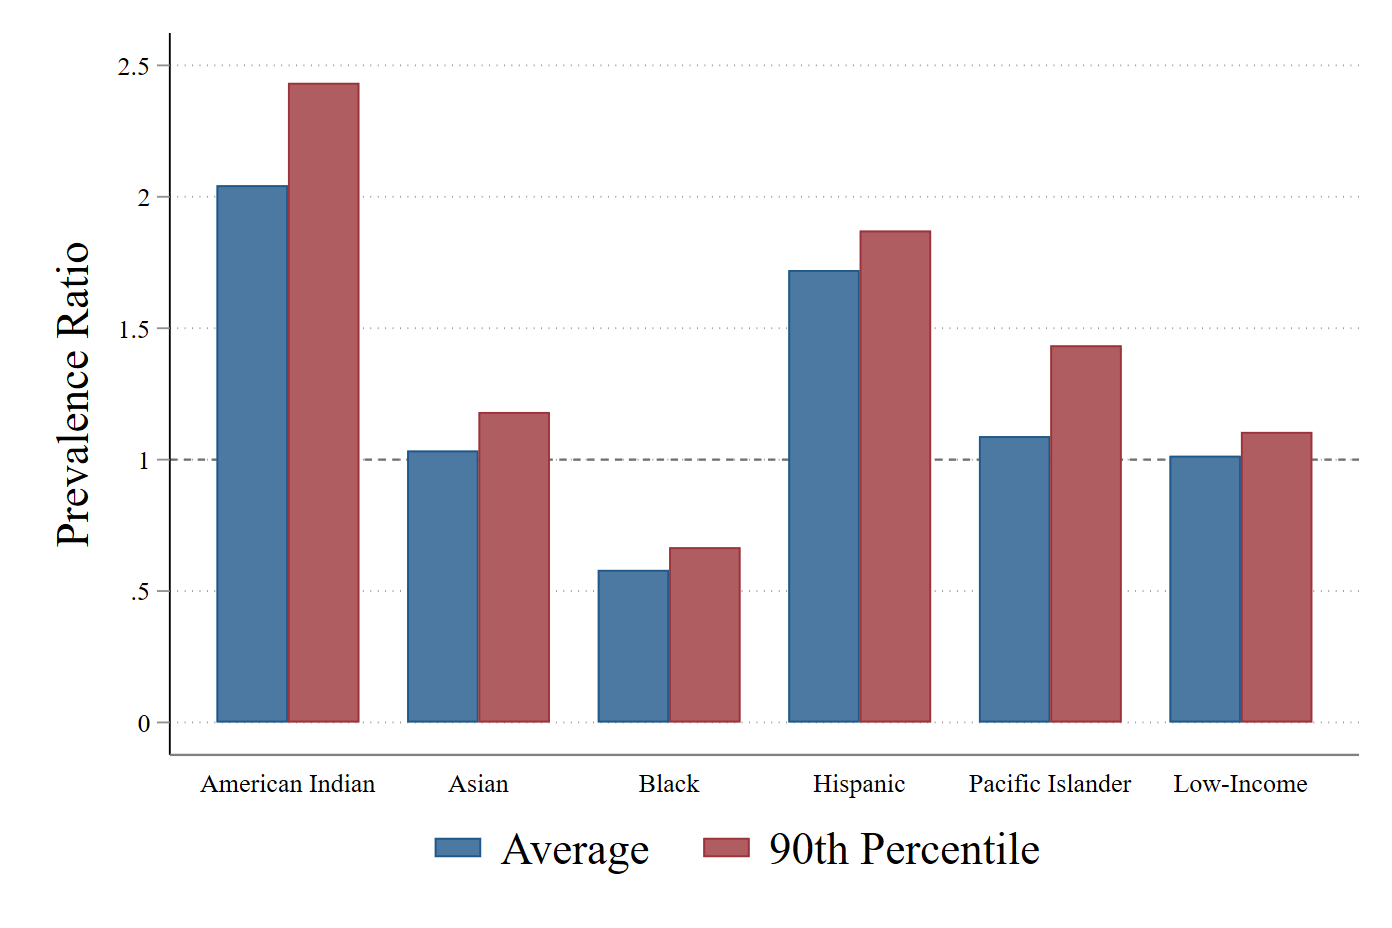 Prevalence Ratio
2.5
2
1.5
1
.5
0
American Indian Asian Black Hispanic Pacific Islander Low-Income
Average 90th Percentile